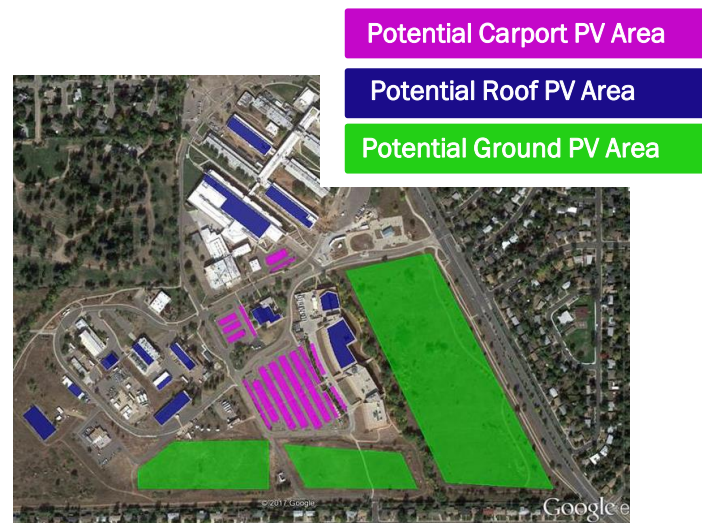 Potential Carport PV Area
Potential Roof PV Area
Potential Ground PV Area
© 2017 Google
Google e